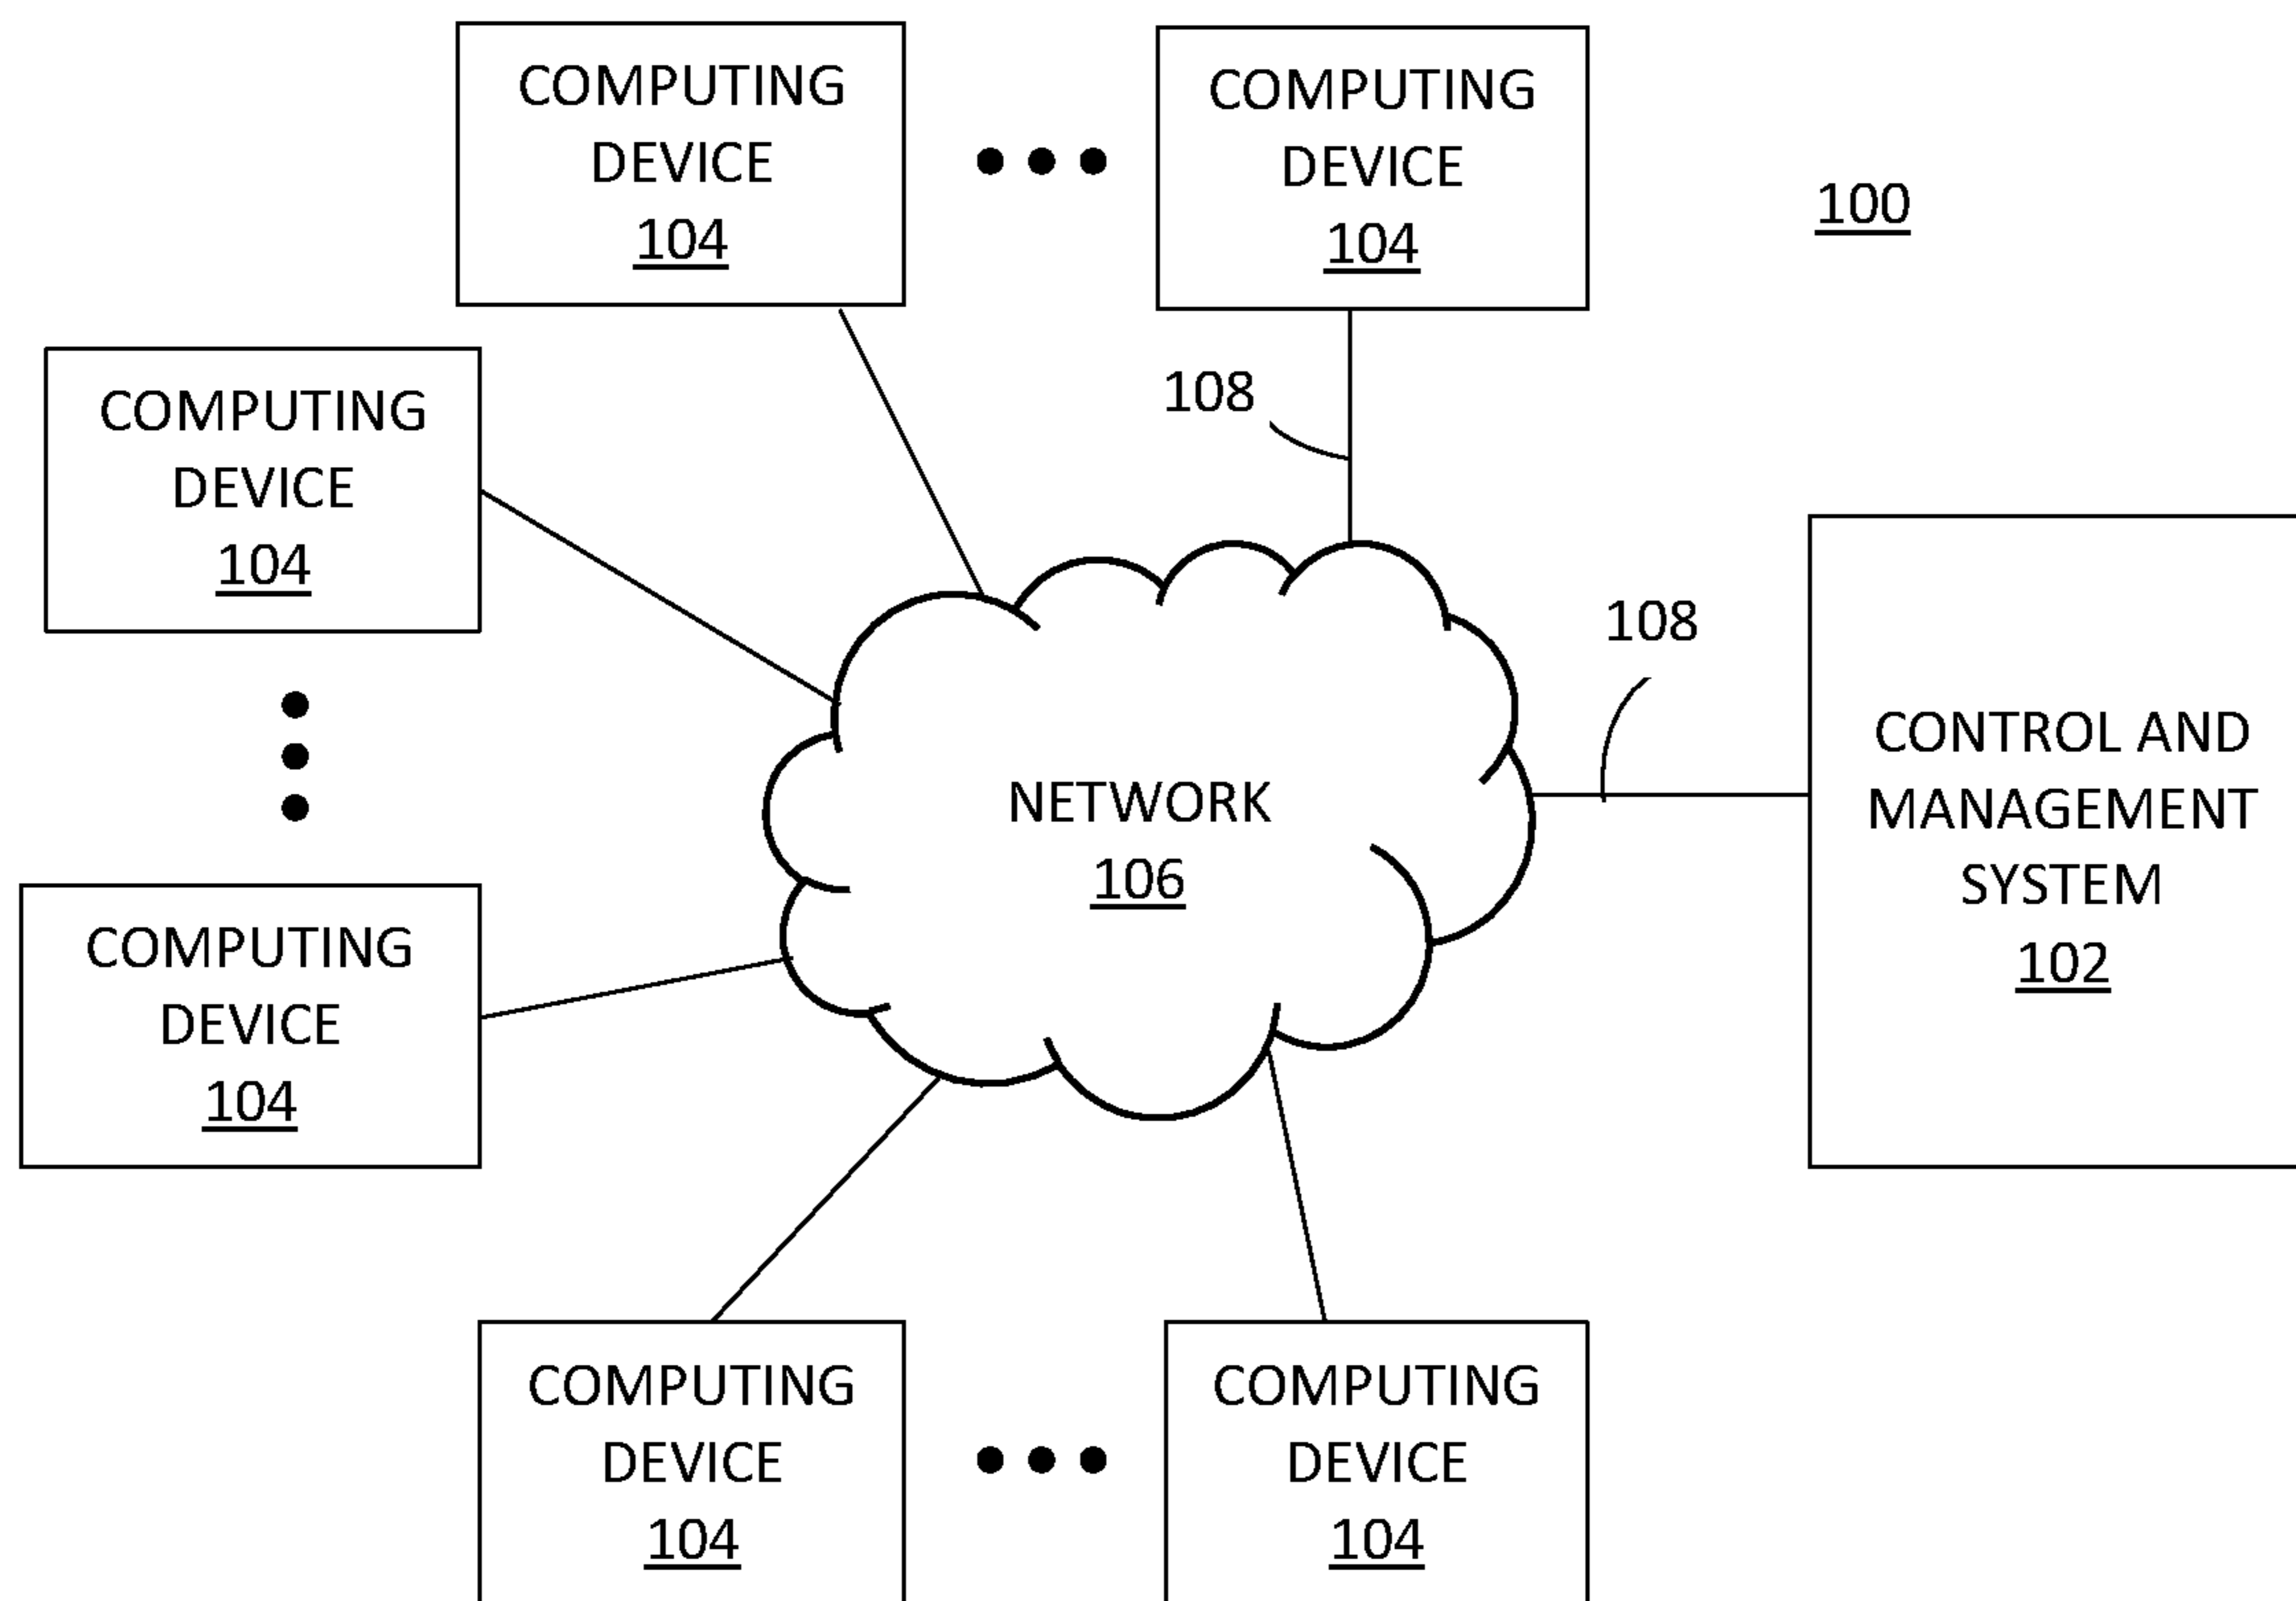 COMPUTING
DEVICE
104
COMPUTING
DEVICE
104
100
COMPUTING
DEVICE
104
108
108
NETWORK
106
CONTROL AND
MANAGEMENT
SYSTEM
102
COMPUTING
DEVICE
104
COMPUTING
DEVICE
104
COMPUTING
DEVICE
104